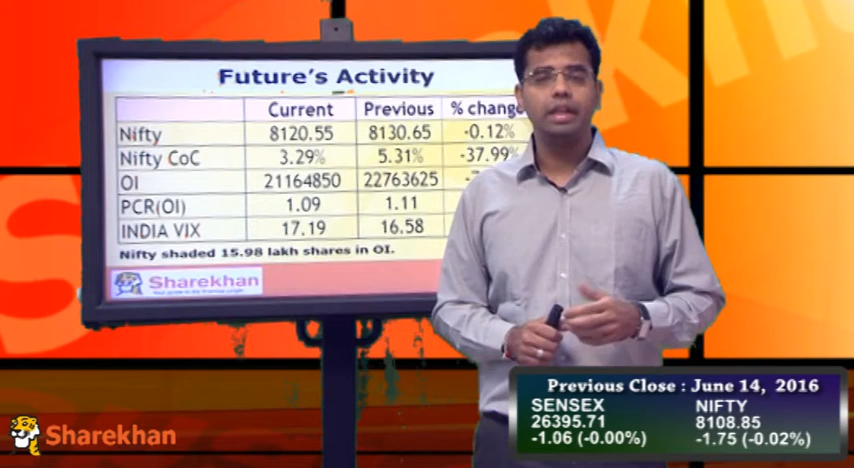 Future's Activity
Current Previous % change
Nifty 8120.55 8130.65 -0.12%
Nifty CoC 3.29% 5.31% -37.99%
OI 21164850 22763625
PCR(OI) 1.09 1.11
INDIA VIX 17.19 16.58
Nifty shaded 15.98 lakh shares in OI.
Sharekhan
Previous Close : June 14, 2016
SENSEX NIFTY
26395.71 8108.85
-1.06 (-0.00%) -1.75 (-0.02%)
Sharekhan